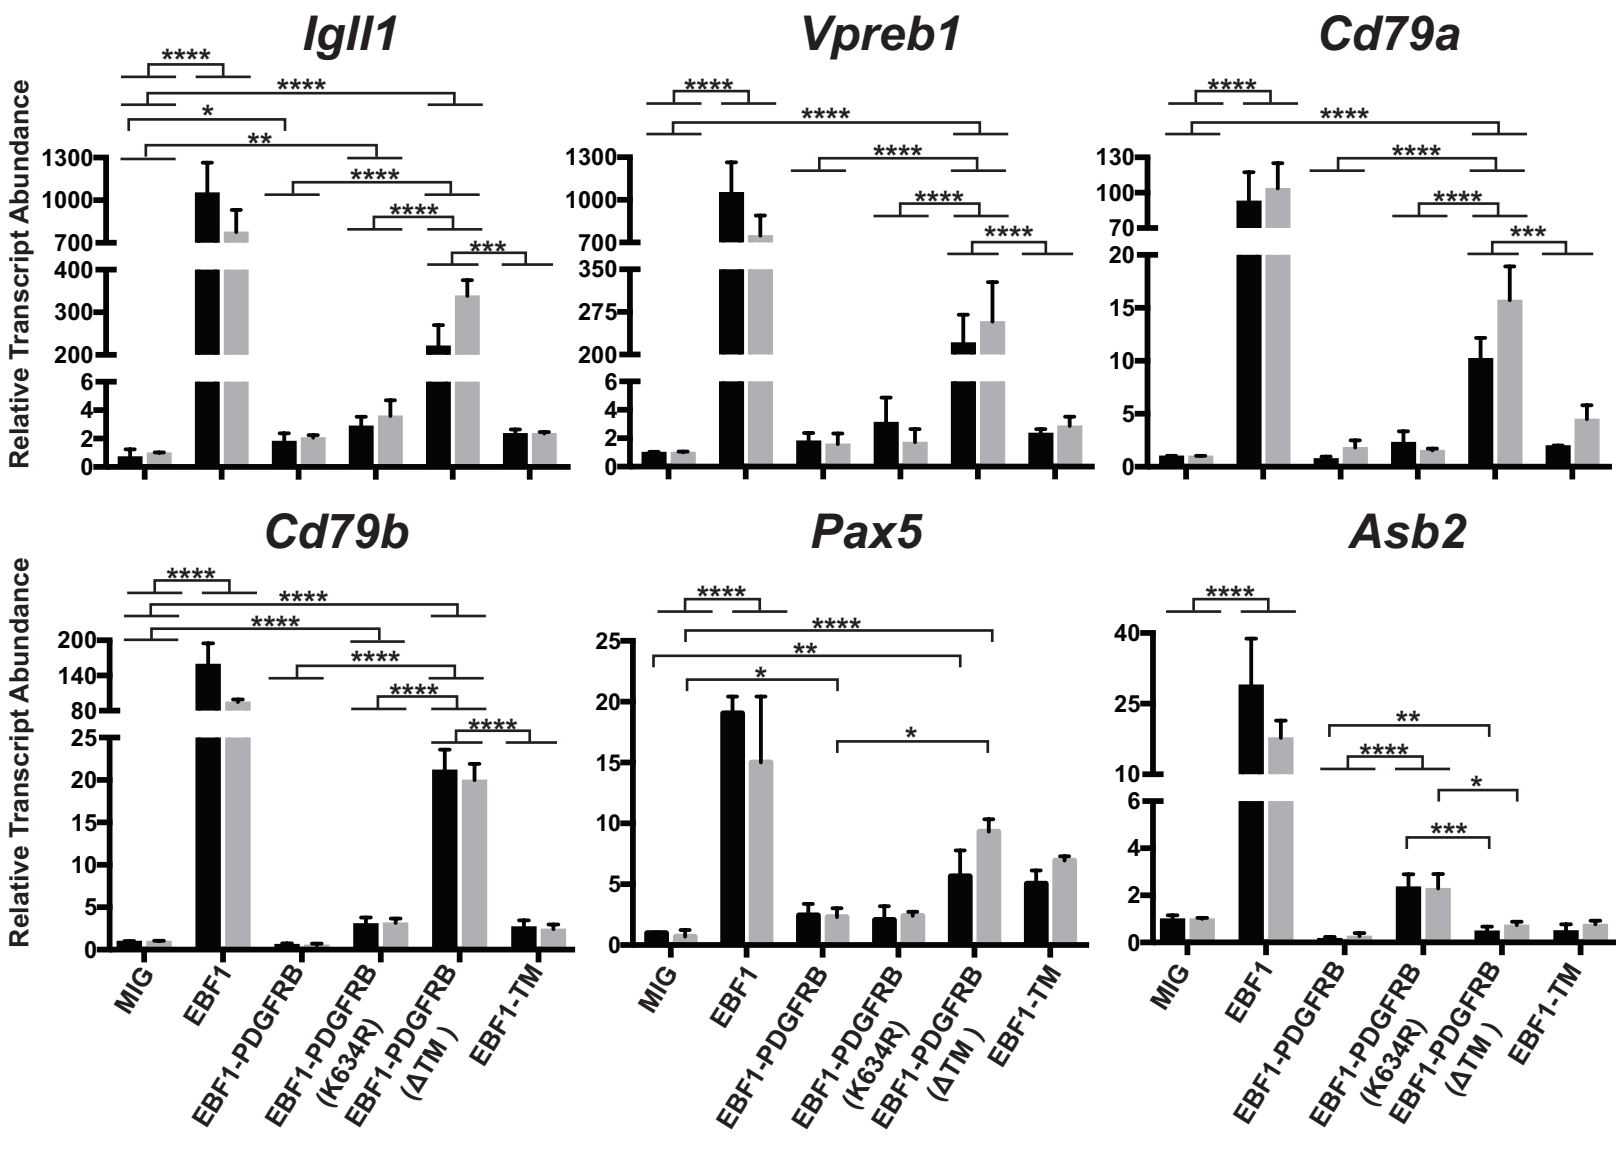 Igll1
Vpreb1
Cd79a
Relative Transcript Abundance
****
****
*
**
****
****
***
1300
1000
700
400
300
200
6
4
2
0
****
****
****
****
****
1300
1000
700
350
275
200
6
4
2
0
****
****
****
****
***
130
100
70
20
15
10
5
0
Cd79b
Pax5
Asb2
Relative Transcript Abundance
****
****
****
****
****
****
200
140
80
25
20
15
10
5
0
****
****
**
*
*
25
20
15
10
5
0
****
**
****
*
***
40
25
10
6
4
2
0
MIG
EBF1
EBF1-PDGFRB
EBF1-PDGFRB
(K634R)
EBF1-PDGFRB
(ΔTM )
EBF1-TM
MIG
EBF1
EBF1-PDGFRB
EBF1-PDGFRB
(K634R)
EBF1-PDGFRB
(ΔTM )
EBF1-TM
MIG
EBF1
EBF1-PDGFRB
EBF1-PDGFRB
(K634R)
EBF1-PDGFRB
(ΔTM )
EBF1-TM